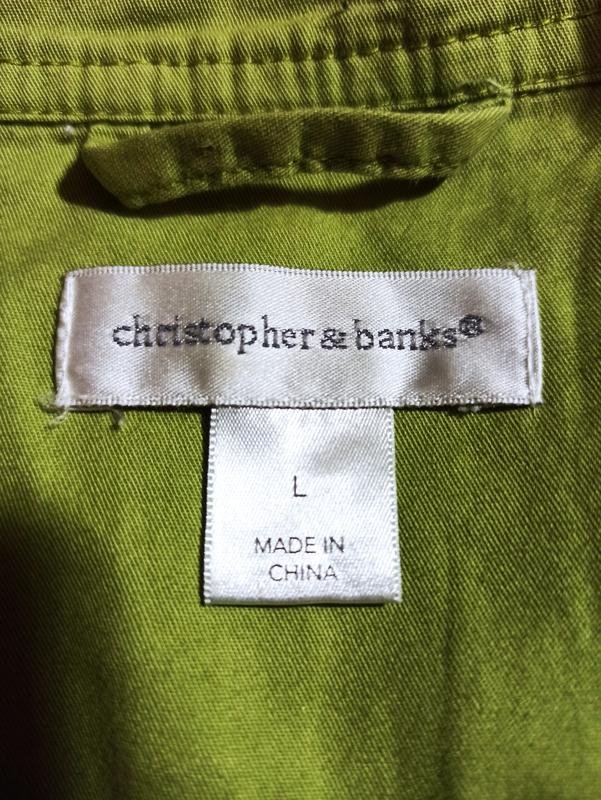 christopher & banks®
L
MADE IN
CHINA